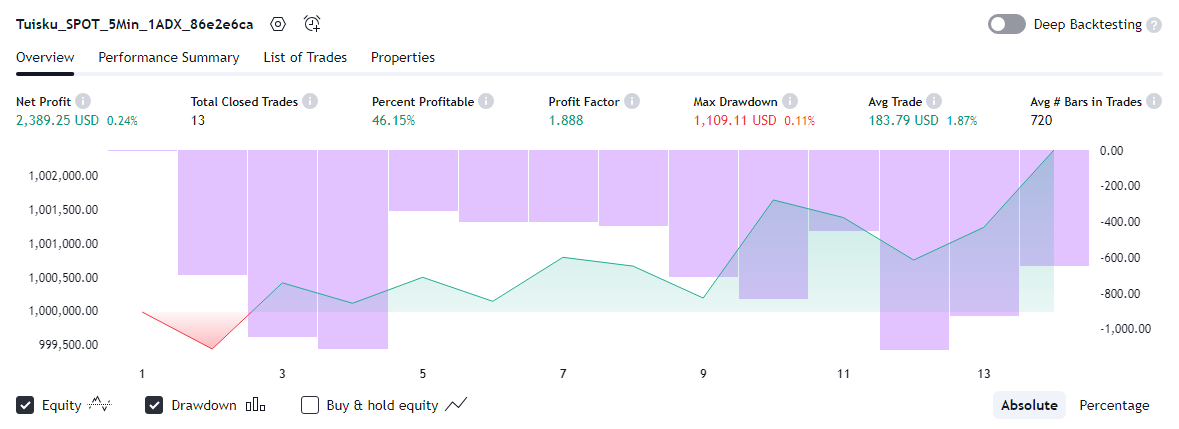 Tuisku_SPOT_5Min_1ADX_86e2e6ca Deep Backtesting ?
Overview Performance Summary List of Trades Properties
Net Profit Total Closed Trades Percent Profitable Profit Factor Max Drawdown Avg Trade Avg # Bars in Trades
2,389.25 USD 0.24% 13 46.15% 1.888 1,109.11 USD 0.11% 183.79 USD 1.87% 720
0.00
1,002,000.00 -200.00
1,001,500.00 -400.00
1,001,000.00 -600.00
1,000,500.00 -800.00
1,000,000.00 -1,000.00
999,500.00
1 3 5 7 9 11 13
Equity Drawdown Buy & hold equity Absolute Percentage